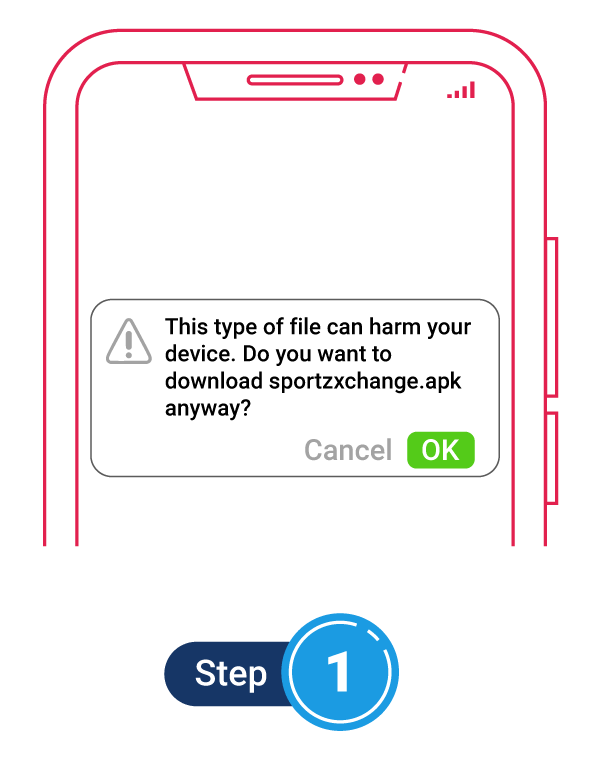 This type of file can harm your
device. Do you want to
download sportzxchange.apk
anyway?
Cancel OK
Step 1